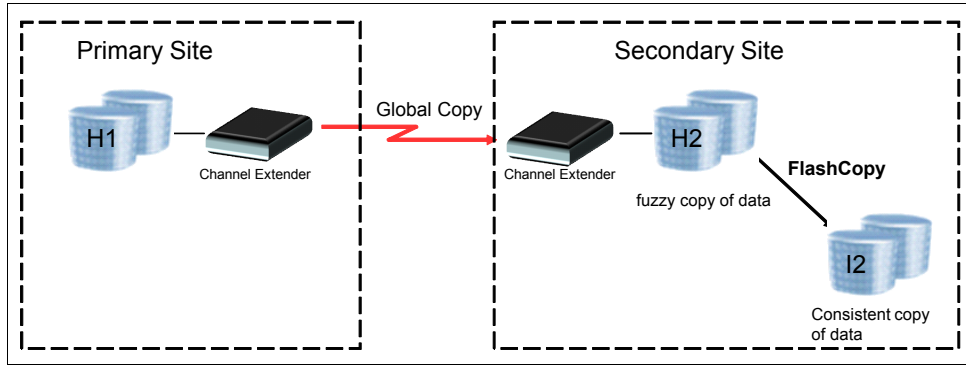 Primary Site
Secondary Site
H1
Channel Extender
Global Copy
Channel Extender
H2
fuzzy copy of data
FlashCopy
I2
Consistent copy
of data